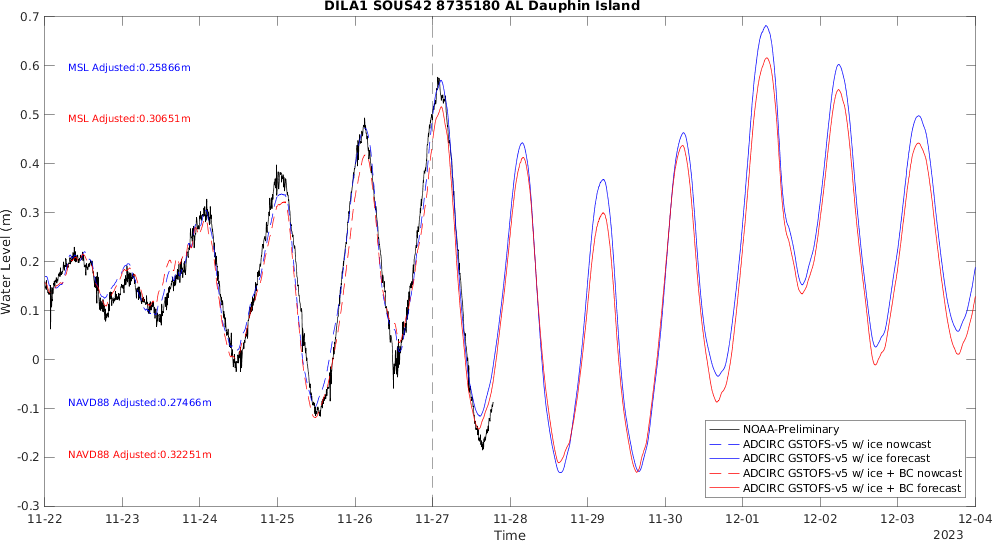 DILA1 SOUS42 8735180 AL Dauphin Island
0.7
0.6
0.5
0.4
0.3
0.2
0.1
0
-0.1
-0.2
-0.3
Water Level (m)
MSL Adjusted:0.25866m
MSL Adjusted:0.30651m
NAVD88 Adjusted:0.27466m
NAVD88 Adjusted:0.32251m
NOAA-Preliminary
ADCIRC GSTOFS-v5 w/ ice nowcast
ADCIRC GSTOFS-v5 w/ ice forecast
ADCIRC GSTOFS-v5 w/ ice + BC nowcast
ADCIRC GSTOFS-v5 w/ ice + BC forecast
11-22 11-23 11-24 11-25 11-26 11-27 11-28 11-29 11-30 12-01 12-02 12-03 12-04
Time
2023